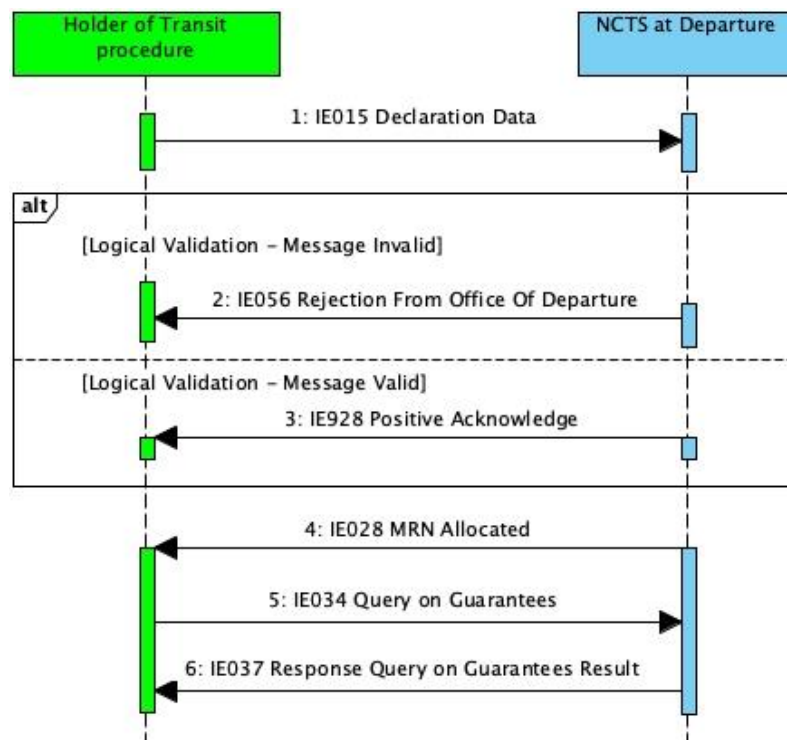 Holder of Transit
procedure
NCTS at Departure
1: IE015 Declaration Data
alt
[Logical Validation – Message Invalid]
2: IE056 Rejection From Office Of Departure
[Logical Validation – Message Valid]
3: IE928 Positive Acknowledge
4: IE028 MRN Allocated
5: IE034 Query on Guarantees
6: IE037 Response Query on Guarantees Result